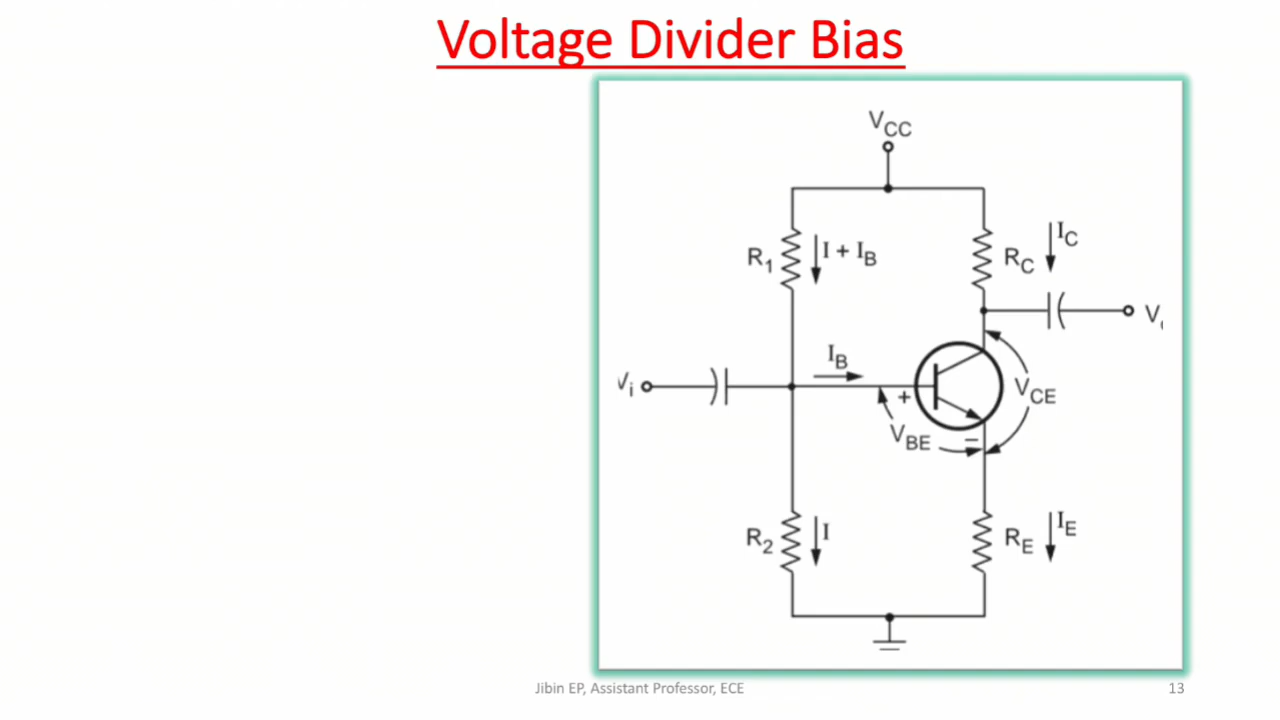 Voltage Divider Bias
VCC
R1
I + IB
RC
IC
V
Vi
IB
+
VCE
VBE
−
R2
I
RE
IE
Jibin EP, Assistant Professor, ECE
13